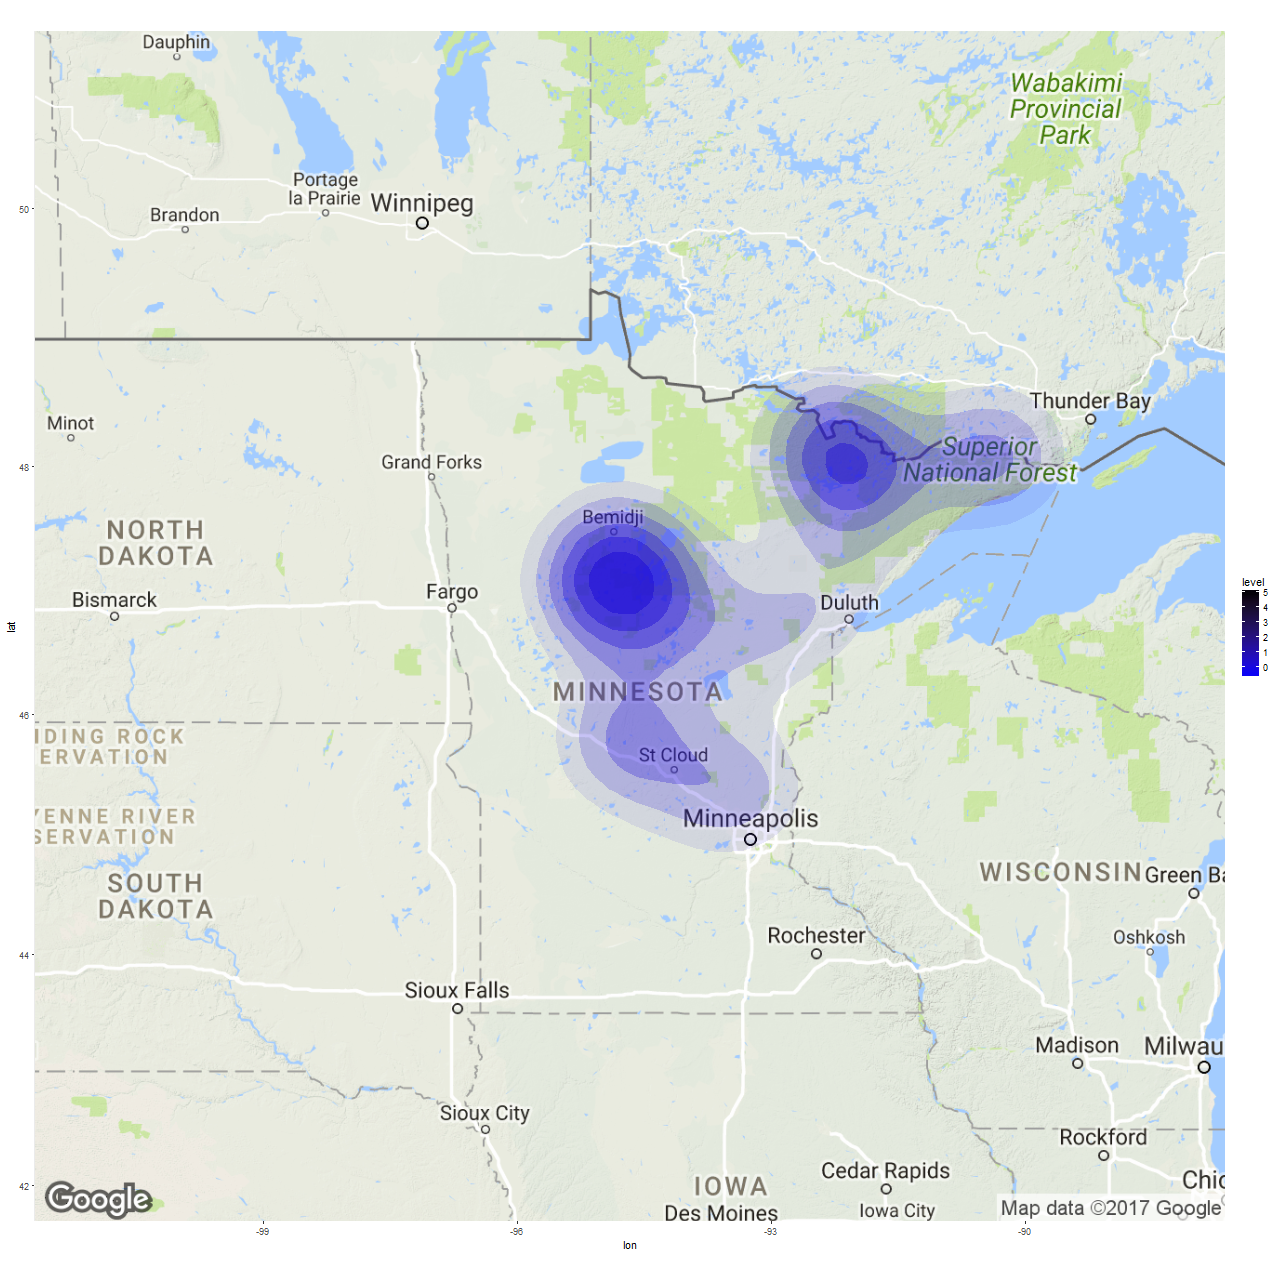 Dauphin
Wabakimi
Provincial
Park
Portage
la Prairie
Winnipeg
Brandon
50
Thunder Bay
Minot
Superior
National Forest
48
Grand Forks
Bemidji
NORTH
DAKOTA
Bismarck
Fargo
Duluth
level
5
4
3
2
1
0
lat
MINNESOTA
46
IDING ROCK
ERVATION
St Cloud
YENNE RIVER
SERVATION
Minneapolis
SOUTH
DAKOTA
WISCONSIN
Green Ba
Rochester
Oshkosh
44
Sioux Falls
Madison
Milwau
Sioux City
Rockford
Cedar Rapids
42
IOWA
Chic
Des Moines
Iowa City
Google
Map data ©2017 Google
-99
-96
-93
-90
lon